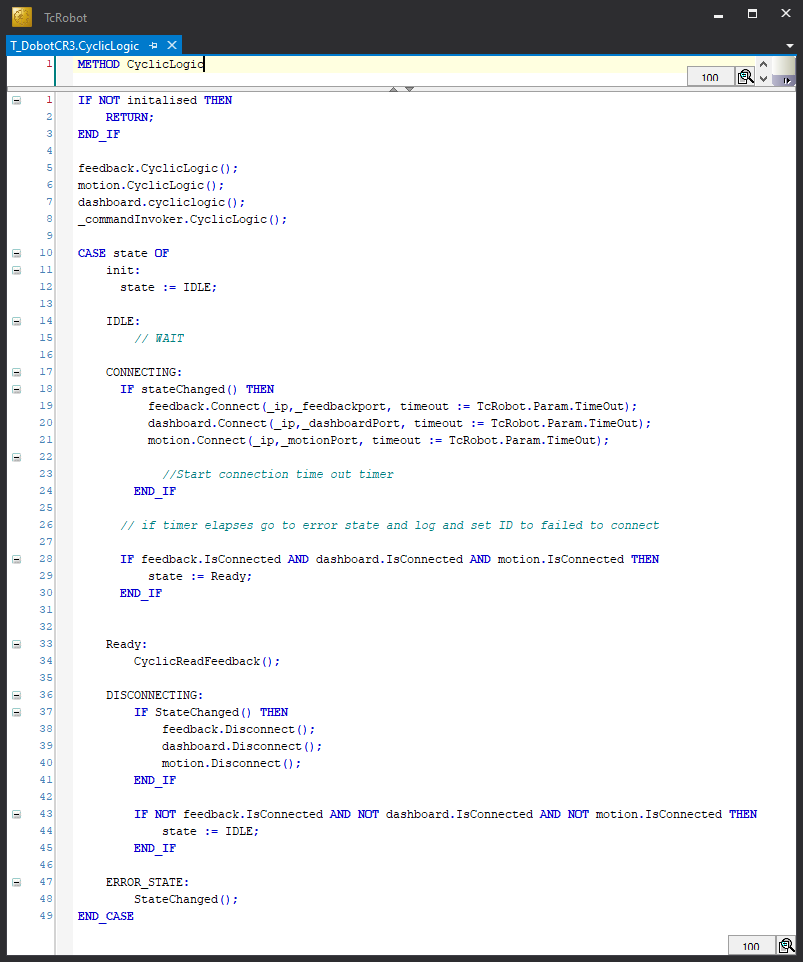 TcRobot
T_DobotCR3.CyclicLogic
1 METHOD CyclicLogic
100
1 IF NOT initalised THEN
2 RETURN;
3 END_IF
4
5 feedback.CyclicLogic();
6 motion.CyclicLogic();
7 dashboard.cycliclogic();
8 _commandInvoker.CyclicLogic();
9
10 CASE state OF
11 init:
12 state := IDLE;
13
14 IDLE:
15 // WAIT
16
17 CONNECTING:
18 IF stateChanged() THEN
19 feedback.Connect(_ip,_feedbackport, timeout := TcRobot.Param.TimeOut);
20 dashboard.Connect(_ip,_dashboardPort, timeout := TcRobot.Param.TimeOut);
21 motion.Connect(_ip,_motionPort, timeout := TcRobot.Param.TimeOut);
22
23 //Start connection time out timer
24 END_IF
25
26 // if timer elapses go to error state and log and set ID to failed to connect
27
28 IF feedback.IsConnected AND dashboard.IsConnected AND motion.IsConnected THEN
29 state := Ready;
30 END_IF
31
32
33 Ready:
34 CyclicReadFeedback();
35
36 DISCONNECTING:
37 IF StateChanged() THEN
38 feedback.Disconnect();
39 dashboard.Disconnect();
40 motion.Disconnect();
41 END_IF
42
43 IF NOT feedback.IsConnected AND NOT dashboard.IsConnected AND NOT motion.IsConnected THEN
44 state := IDLE;
45 END_IF
46
47 ERROR_STATE:
48 StateChanged();
49 END_CASE
100